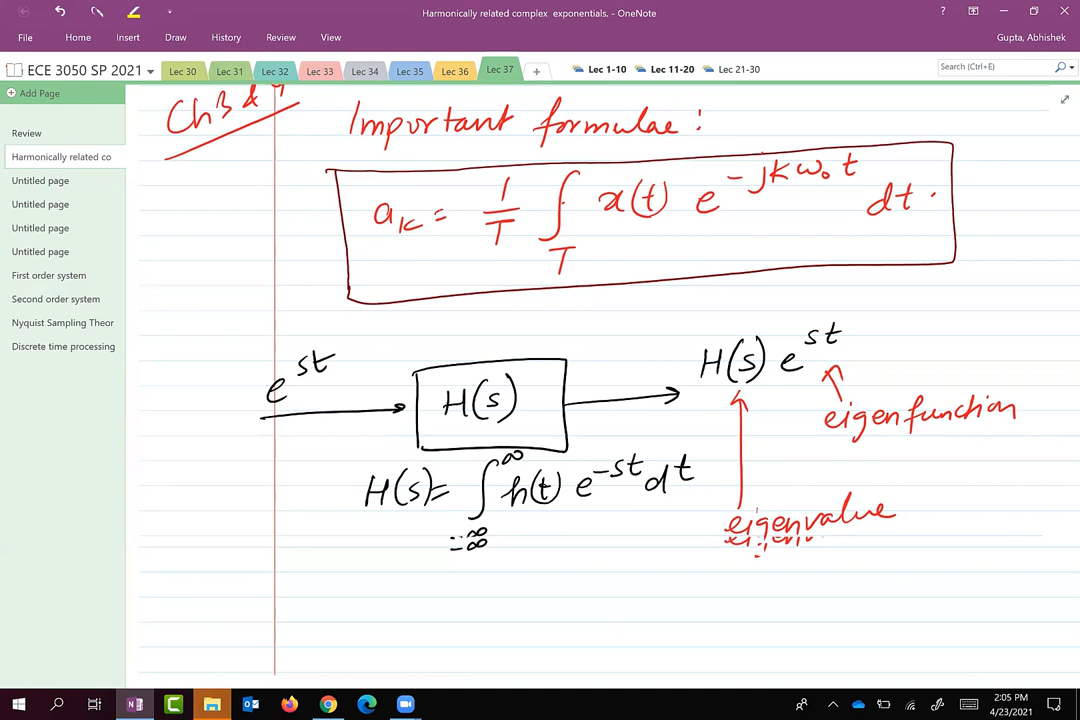 Harmonically related complex exponentials. - OneNote
File Home Insert Draw History Review View
Gupta, Abhishek
ECE 3050 SP 2021
Lec 30 Lec 31 Lec 32 Lec 33 Lec 34 Lec 35 Lec 36 Lec 37
Lec 1-10 Lec 11-20 Lec 21-30
Search (Ctrl+E)
Add Page
Review
Harmonically related co
Untitled page
Untitled page
Untitled page
Untitled page
First order system
Second order system
Nyquist Sampling Theor
Discrete time processing
Ch 3 & 4
Important formulae:
a_k = 1/T ∫_T x(t) e^{-jkω₀t} dt.
e^{st}
H(s)
H(s) e^{st}
eigenfunction
H(s) = ∫_{-∞}^{∞} h(t) e^{-st} dt
eigenvalue
2:05 PM
4/23/2021